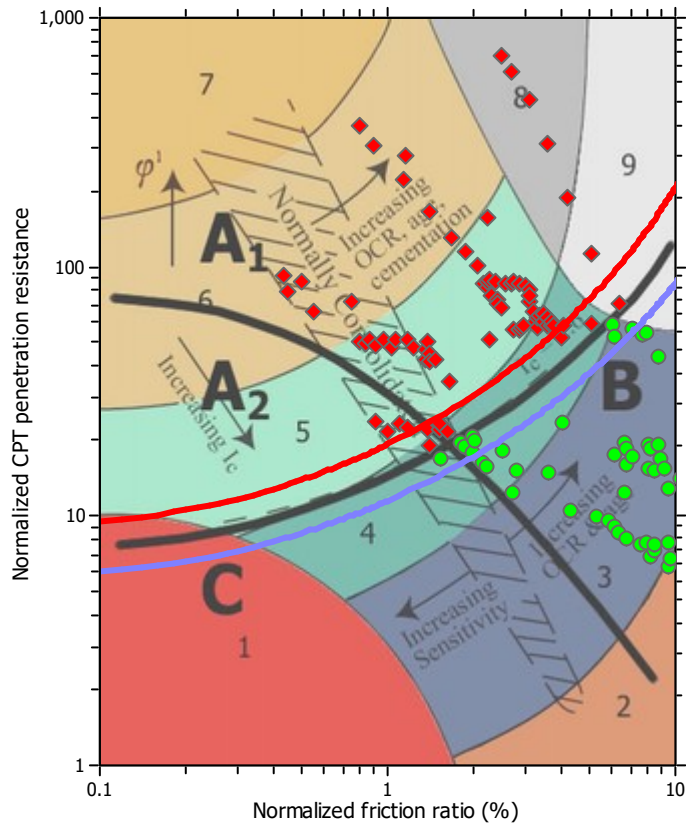 1,000
100
10
1
0.1
1
10
Normalized CPT penetration resistance
Normalized friction ratio (%)
7
8
9
φ'
A1
Increasing
OCR, age,
cementation
Normally Consolidated
6
A2
Increasing Ic
5
B
4
Increasing
OCR & age
C
3
Increasing
Sensitivity
1
2